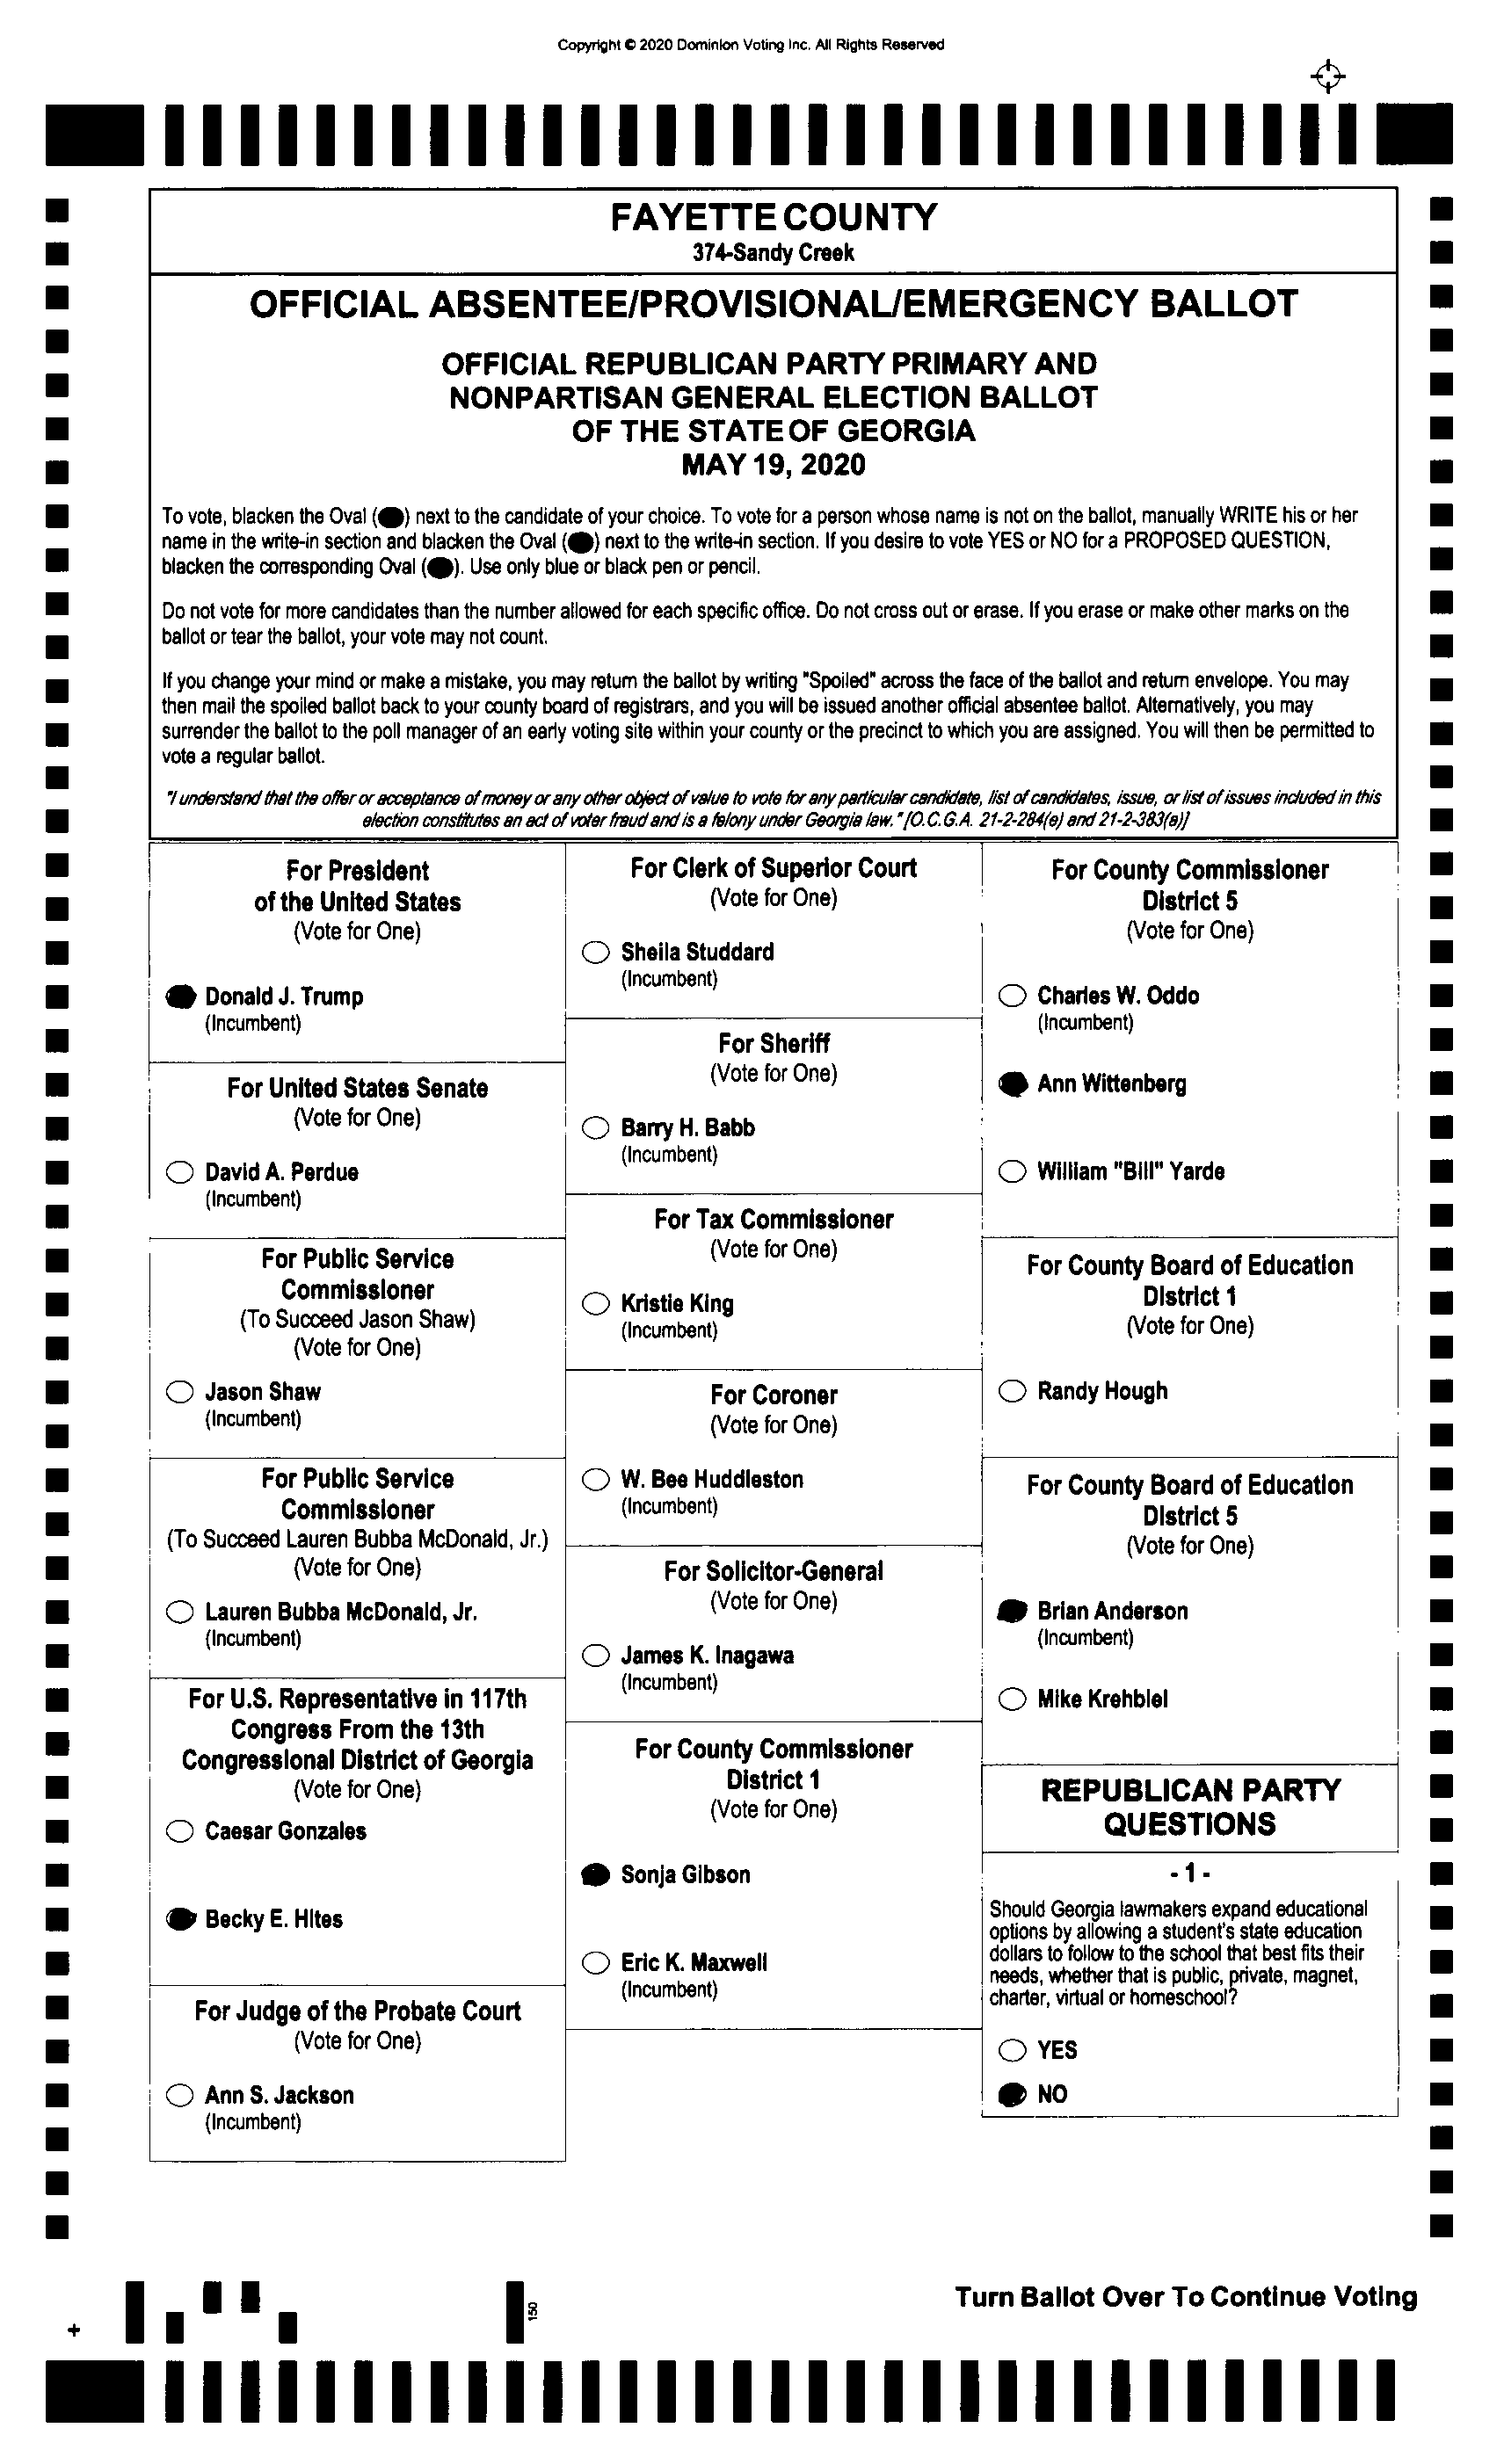 Copyright © 2020 Dominion Voting Inc. All Rights Reserved
FAYETTE COUNTY
374-Sandy Creek
OFFICIAL ABSENTEE/PROVISIONAL/EMERGENCY BALLOT
OFFICIAL REPUBLICAN PARTY PRIMARY AND
NONPARTISAN GENERAL ELECTION BALLOT
OF THE STATE OF GEORGIA
MAY 19, 2020
To vote, blacken the Oval (⬬) next to the candidate of your choice. To vote for a person whose name is not on the ballot, manually WRITE his or her
name in the write-in section and blacken the Oval (⬬) next to the write-in section. If you desire to vote YES or NO for a PROPOSED QUESTION,
blacken the corresponding Oval (⬬). Use only blue or black pen or pencil.
Do not vote for more candidates than the number allowed for each specific office. Do not cross out or erase. If you erase or make other marks on the
ballot or tear the ballot, your vote may not count.
If you change your mind or make a mistake, you may return the ballot by writing "Spoiled" across the face of the ballot and return envelope. You may
then mail the spoiled ballot back to your county board of registrars, and you will be issued another official absentee ballot. Alternatively, you may
surrender the ballot to the poll manager of an early voting site within your county or the precinct to which you are assigned. You will then be permitted to
vote a regular ballot.
"I understand that the offer or acceptance of money or any other object of value to vote for any particular candidate, list of candidates, issue, or list of issues included in this
election constitutes an act of voter fraud and is a felony under Georgia law." [O.C.G.A. 21-2-284(e) and 21-2-383(a)]
For President
of the United States
(Vote for One)
Donald J. Trump
(Incumbent)
For United States Senate
(Vote for One)
David A. Perdue
(Incumbent)
For Public Service
Commissioner
(To Succeed Jason Shaw)
(Vote for One)
Jason Shaw
(Incumbent)
For Public Service
Commissioner
(To Succeed Lauren Bubba McDonald, Jr.)
(Vote for One)
Lauren Bubba McDonald, Jr.
(Incumbent)
For U.S. Representative in 117th
Congress From the 13th
Congressional District of Georgia
(Vote for One)
Caesar Gonzales
Becky E. Hites
For Judge of the Probate Court
(Vote for One)
Ann S. Jackson
(Incumbent)
For Clerk of Superior Court
(Vote for One)
Sheila Studdard
(Incumbent)
For Sheriff
(Vote for One)
Barry H. Babb
(Incumbent)
For Tax Commissioner
(Vote for One)
Kristie King
(Incumbent)
For Coroner
(Vote for One)
W. Bee Huddleston
(Incumbent)
For Solicitor-General
(Vote for One)
James K. Inagawa
(Incumbent)
For County Commissioner
District 1
(Vote for One)
Sonja Gibson
Eric K. Maxwell
(Incumbent)
For County Commissioner
District 5
(Vote for One)
Charles W. Oddo
(Incumbent)
Ann Wittenberg
William "Bill" Yarde
For County Board of Education
District 1
(Vote for One)
Randy Hough
For County Board of Education
District 5
(Vote for One)
Brian Anderson
(Incumbent)
Mike Krehbiel
REPUBLICAN PARTY
QUESTIONS
- 1 -
Should Georgia lawmakers expand educational
options by allowing a student's state education
dollars to follow to the school that best fits their
needs, whether that is public, private, magnet,
charter, virtual or homeschool?
YES
NO
150
Turn Ballot Over To Continue Voting
+